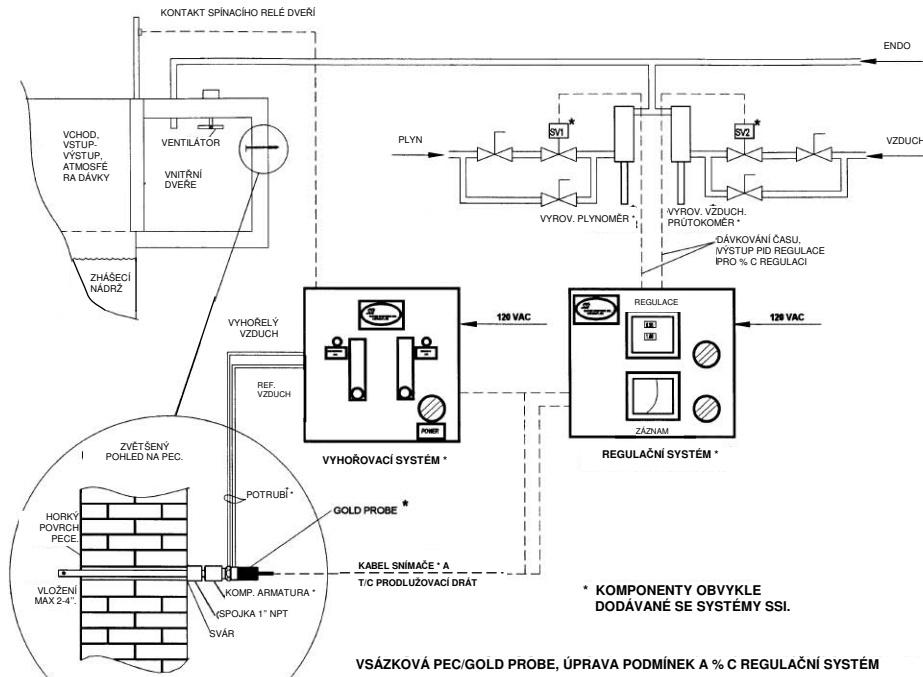 KONTAKT SPÍNACÍHO RELÉ DVEŘÍ
ENDO
VCHOD,
VSTUP-
VÝSTUP,
ATMOSFÉ
RA DÁVKY
VENTILÁTOR
VNITŘNÍ
DVEŘE
PLYN
SV1
*
SV2
*
VZDUCH
VYROV. PLYNOMĚR *
VYROV. VZDUCH.
PRŮTOKOMĚR *
DÁVKOVÁNÍ ČASU,
VÝSTUP PID REGULACE
PRO % C REGULACI
ZHÁŠECÍ
NÁDRŽ
VYHOŘELÝ
VZDUCH
REF.
VZDUCH
120 VAC
POWER
VYHOŘOVACÍ SYSTÉM *
REGULACE
120 VAC
ZÁZNAM
REGULAČNÍ SYSTÉM *
ZVĚTŠENÝ
POHLED NA PEC.
POTRUBÍ *
GOLD PROBE *
HORKÝ
POVRCH
PECE.
VLOŽENÍ
MAX 2-4".
KOMP. ARMATURA *
SPOJKA 1" NPT
SVÁR
KABEL SNÍMAČE * A
T/C PRODLUŽOVACÍ DRÁT
* KOMPONENTY OBVYKLE
DODÁVANÉ SE SYSTÉMY SSI.
VSÁZKOVÁ PEC/GOLD PROBE, ÚPRAVA PODMÍNEK A % C REGULAČNÍ SYSTÉM